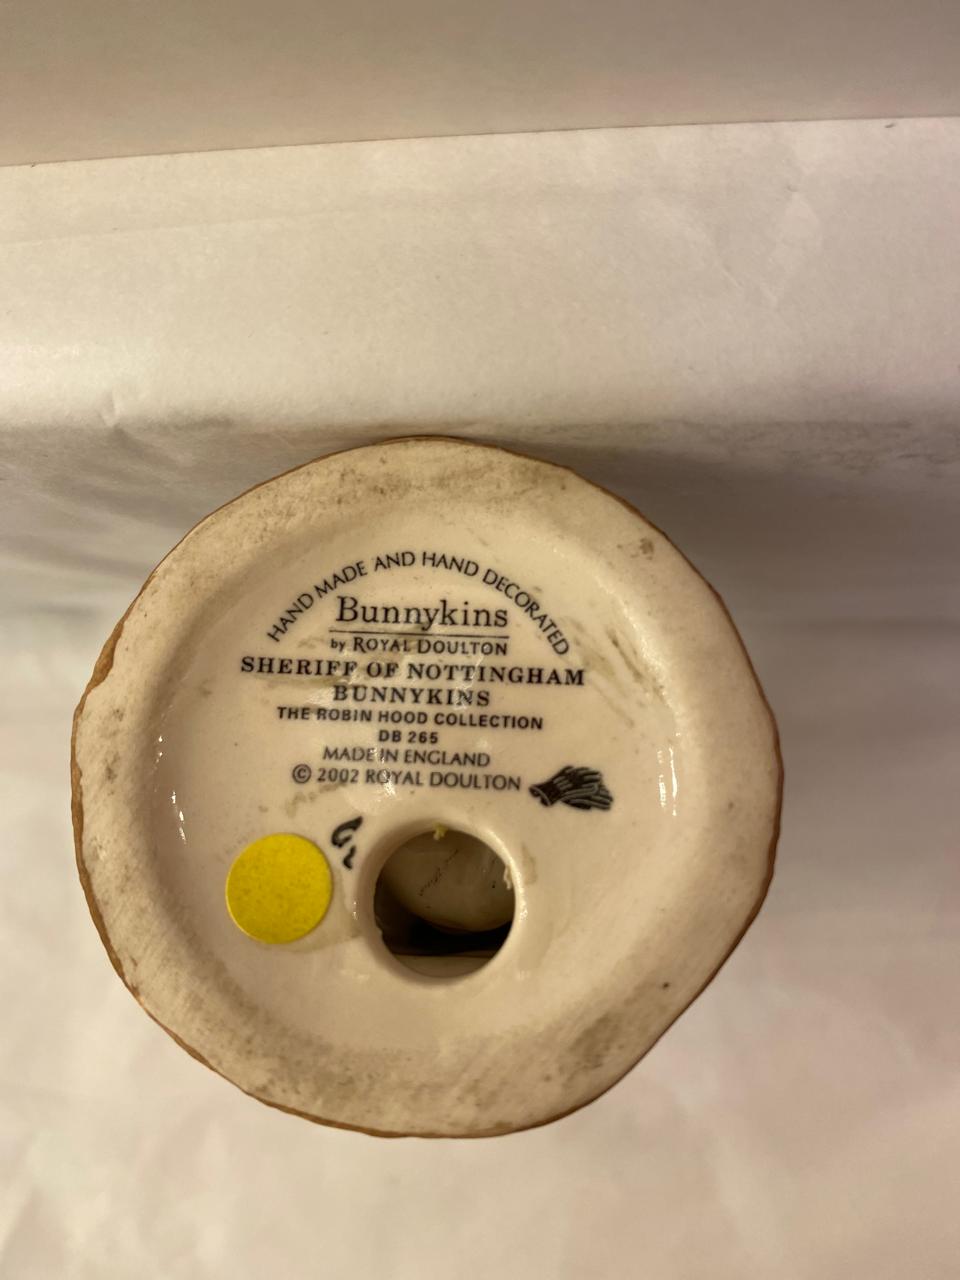 HAND MADE AND HAND DECORATED
Bunnykins
by ROYAL DOULTON
SHERIFF OF NOTTINGHAM
BUNNYKINS
THE ROBIN HOOD COLLECTION
DB 265
MADE IN ENGLAND
© 2002 ROYAL DOULTON